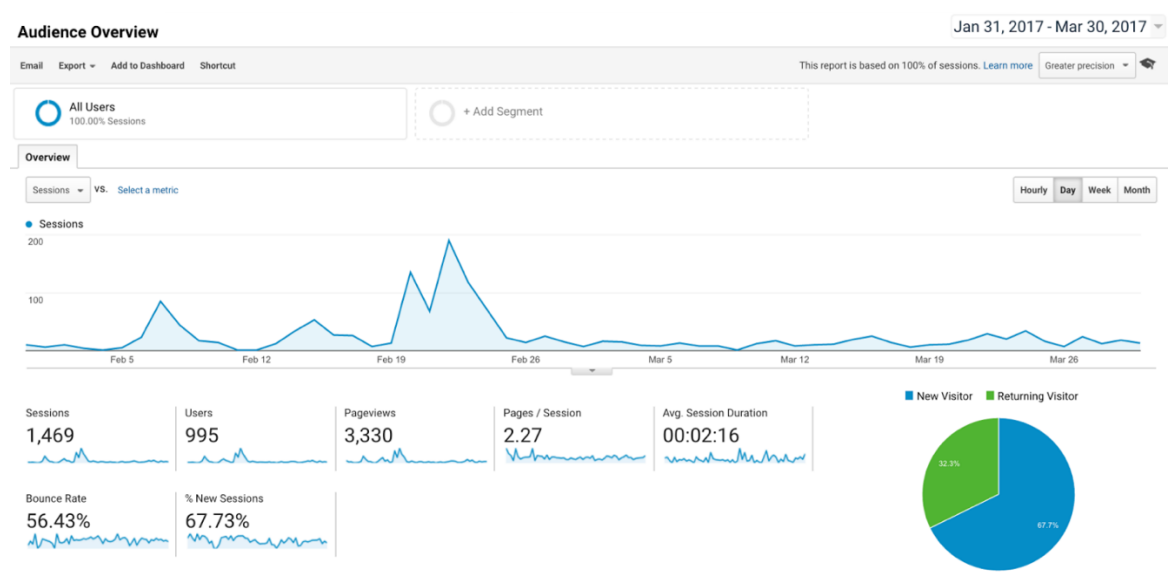 Audience Overview
Jan 31, 2017 - Mar 30, 2017
Email Export Add to Dashboard Shortcut
This report is based on 100% of sessions. Learn more Greater precision
All Users
100.00% Sessions
+ Add Segment
Overview
Sessions VS. Select a metric
Hourly Day Week Month
Sessions
200
100
Feb 5 Feb 12 Feb 19 Feb 26 Mar 5 Mar 12 Mar 19 Mar 26
New Visitor Returning Visitor
Sessions
1,469
Users
995
Pageviews
3,330
Pages / Session
2.27
Avg. Session Duration
00:02:16
Bounce Rate
56.43%
% New Sessions
67.73%
32.3%
67.7%